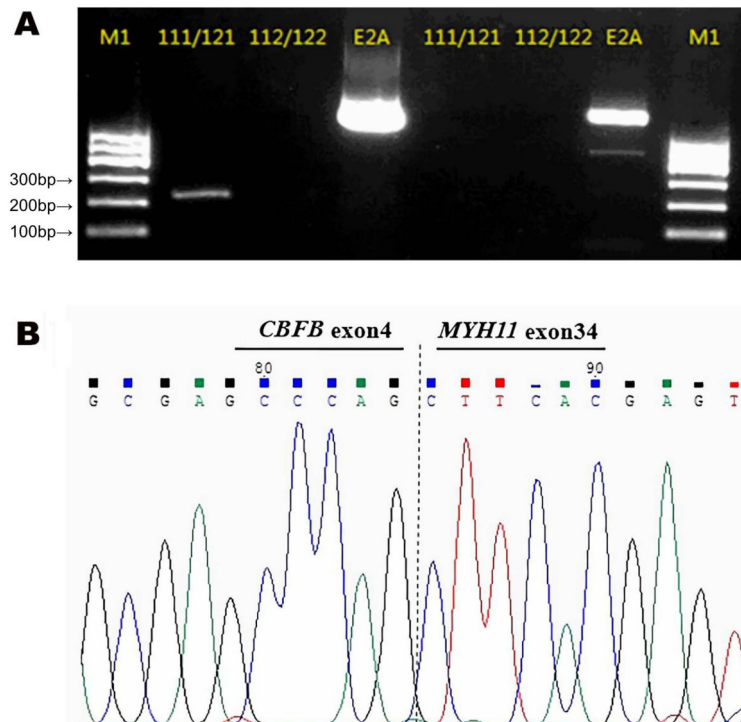 A
M1 111/121 112/122 E2A 111/121 112/122 E2A M1
300bp→
200bp→
100bp→
B
CBFB exon4 MYH11 exon34
80 90
G C G A G C C C A G C T T C A C G A G T